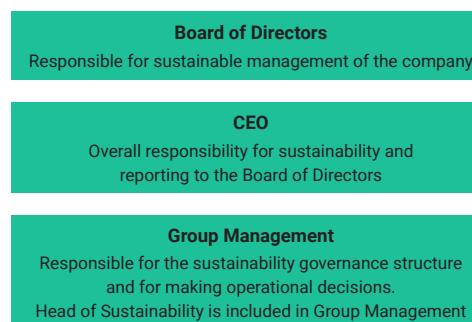 Board of Directors
Responsible for sustainable management of the company
CEO
Overall responsibility for sustainability and
reporting to the Board of Directors
Group Management
Responsible for the sustainability governance structure
and for making operational decisions.
Head of Sustainability is included in Group Management